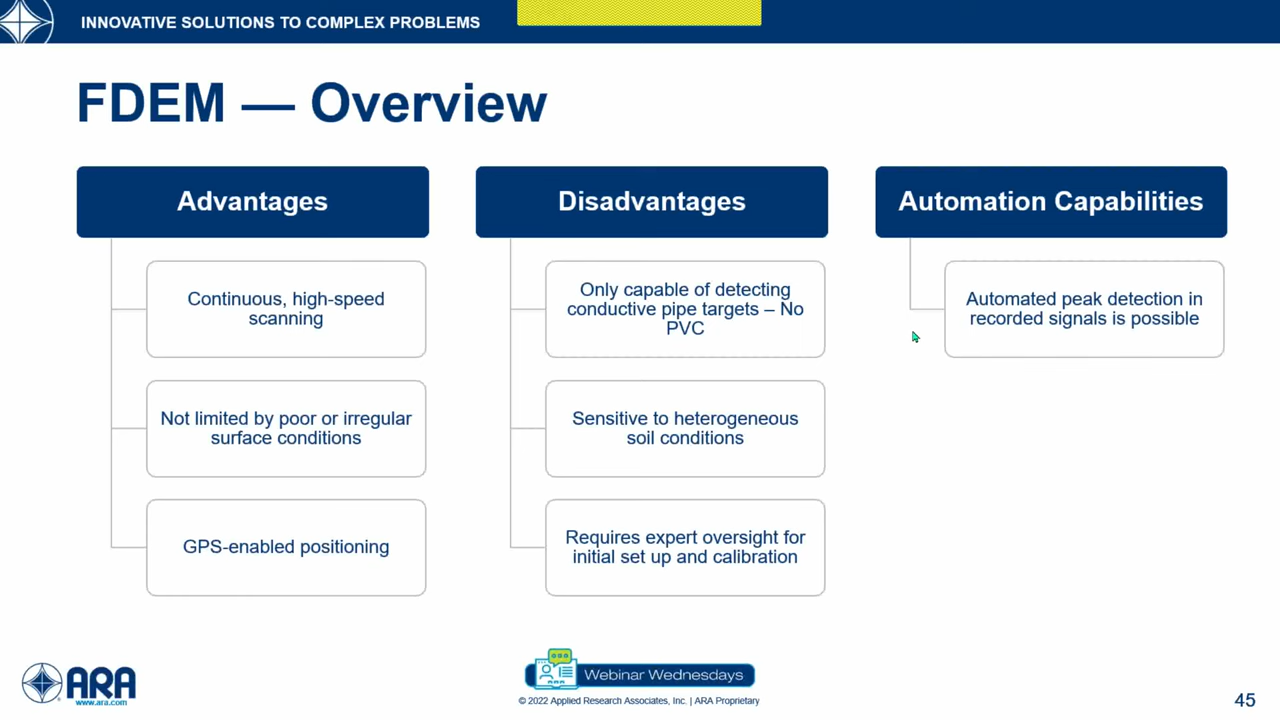 INNOVATIVE SOLUTIONS TO COMPLEX PROBLEMS
FDEM — Overview
Advantages
Continuous, high-speed
scanning
Not limited by poor or irregular
surface conditions
GPS-enabled positioning
Disadvantages
Only capable of detecting
conductive pipe targets – No
PVC
Sensitive to heterogeneous
soil conditions
Requires expert oversight for
initial set up and calibration
Automation Capabilities
Automated peak detection in
recorded signals is possible
ARA
www.ara.com
Webinar Wednesdays
© 2022 Applied Research Associates, Inc. | ARA Proprietary
45